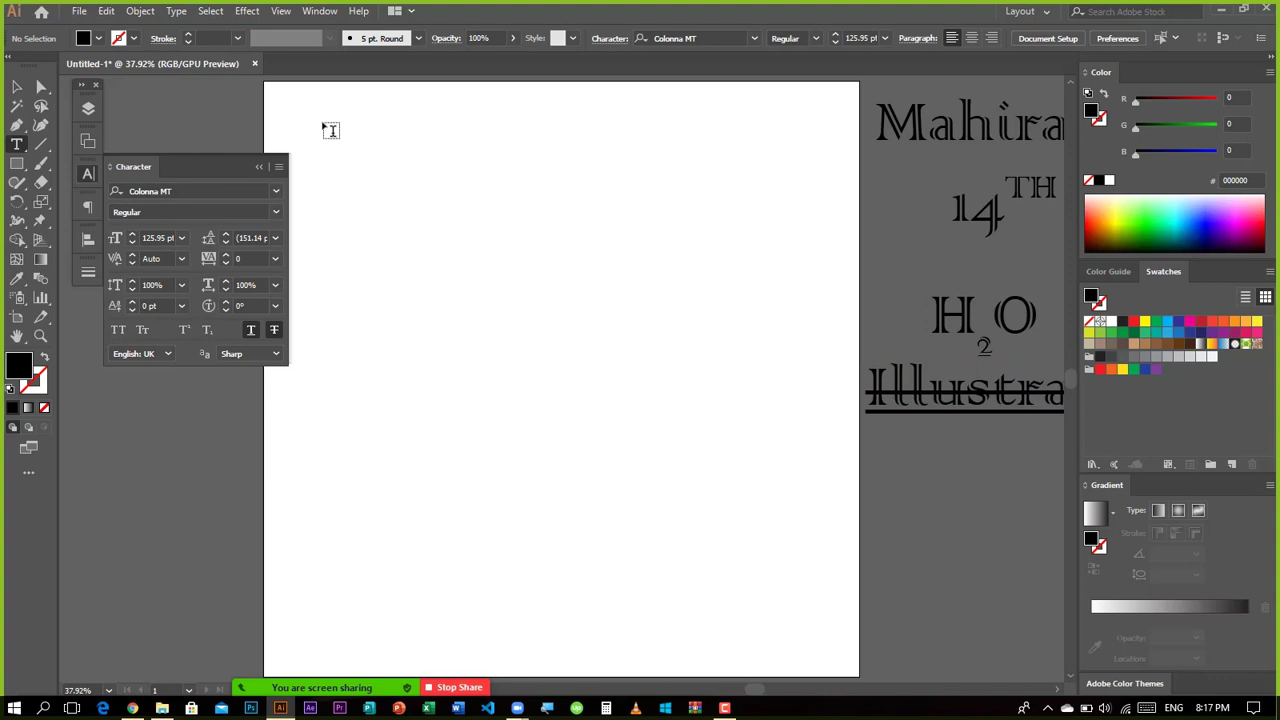 Ai File Edit Object Type Select Effect View Window Help Layout Search Adobe Stock
No Selection Stroke: 5 pt. Round Opacity: 100% Style: Character: Colonna MT Regular 125.95 pt Paragraph: Document Setup Preferences
Untitled-1* @ 37.92% (RGB/GPU Preview)
Color
R 0
G 0
B 0
# 000000
Character
Colonna MT
Regular
125.95 pt (151.14 p
Auto 0
100% 100%
0 pt 0°
English: UK Sharp
Mahira
14TH
H2O
Illustra
Color Guide Swatches
Gradient
Type:
Stroke:
Opacity:
Location:
Adobe Color Themes
37.92% 1
You are screen sharing Stop Share
ENG 8:17 PM